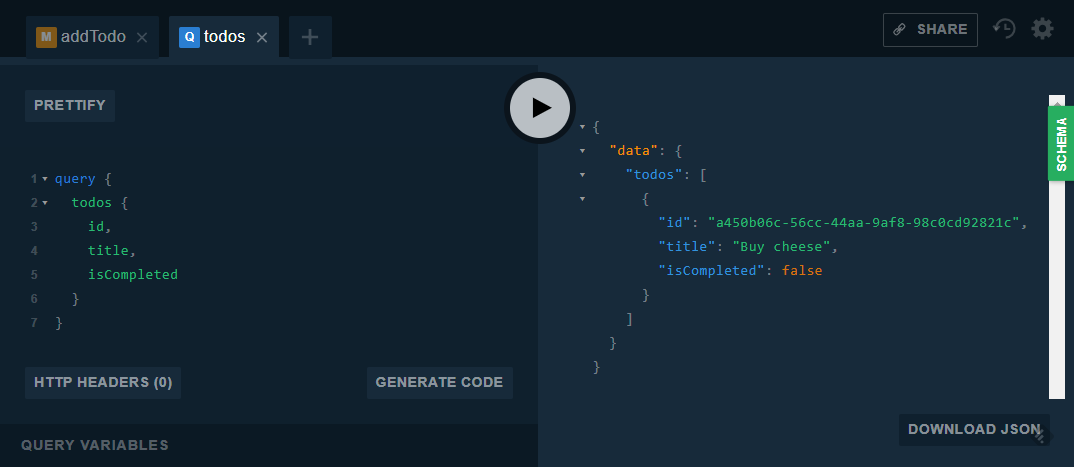 M addTodo ×
Q todos ×
+
SHARE
PRETTIFY
1 query {
2 todos {
3 id,
4 title,
5 isCompleted
6 }
7 }
HTTP HEADERS (0)
GENERATE CODE
QUERY VARIABLES
{
"data": {
"todos": [
{
"id": "a450b06c-56cc-44aa-9af8-98c0cd92821c",
"title": "Buy cheese",
"isCompleted": false
}
]
}
}
SCHEMA
DOWNLOAD JSON